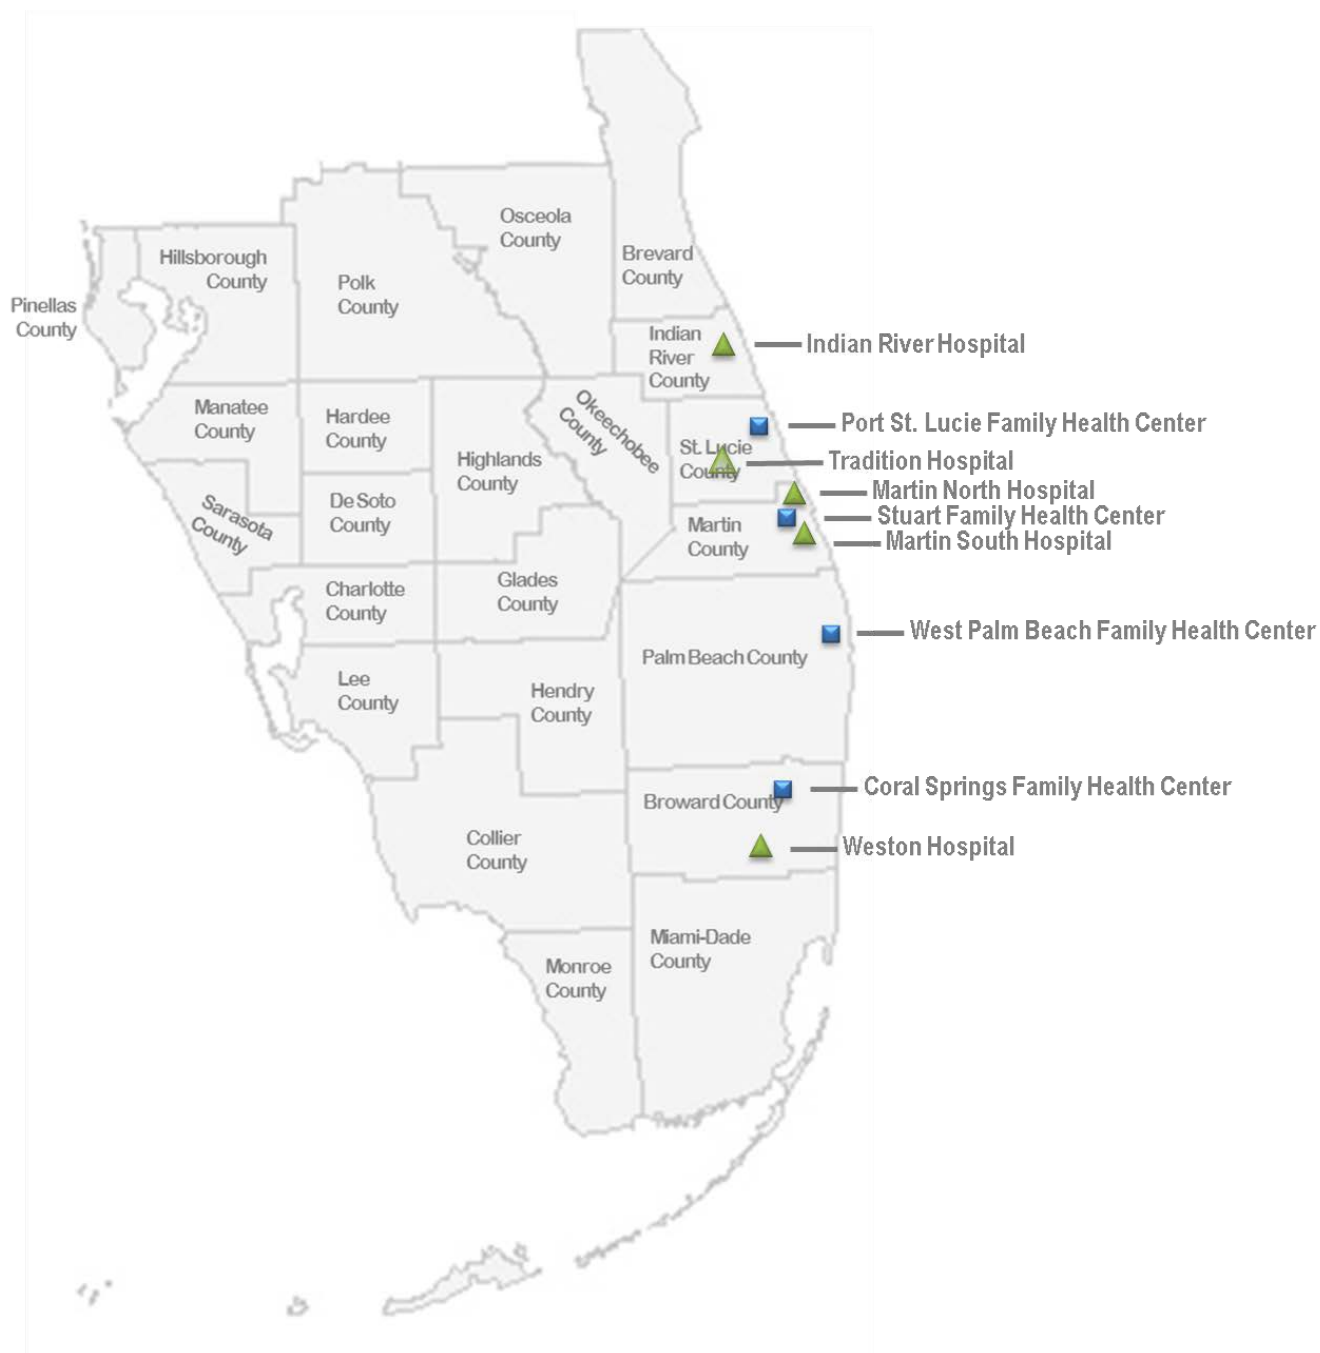 Osceola
County
Brevard
County
Hillsborough
County
Polk
County
Pinellas
County
Indian
River
County
Indian River Hospital
Manatee
County
Hardee
County
Okeechobee
County
Highlands
County
Port St. Lucie Family Health Center
St. Lucie
County
Tradition Hospital
Martin North Hospital
Stuart Family Health Center
Martin South Hospital
Sarasota
County
De Soto
County
Martin
County
Charlotte
County
Glades
County
West Palm Beach Family Health Center
Palm Beach County
Lee
County
Hendry
County
Coral Springs Family Health Center
Broward County
Collier
County
Weston Hospital
Miami-Dade
County
Monroe
County